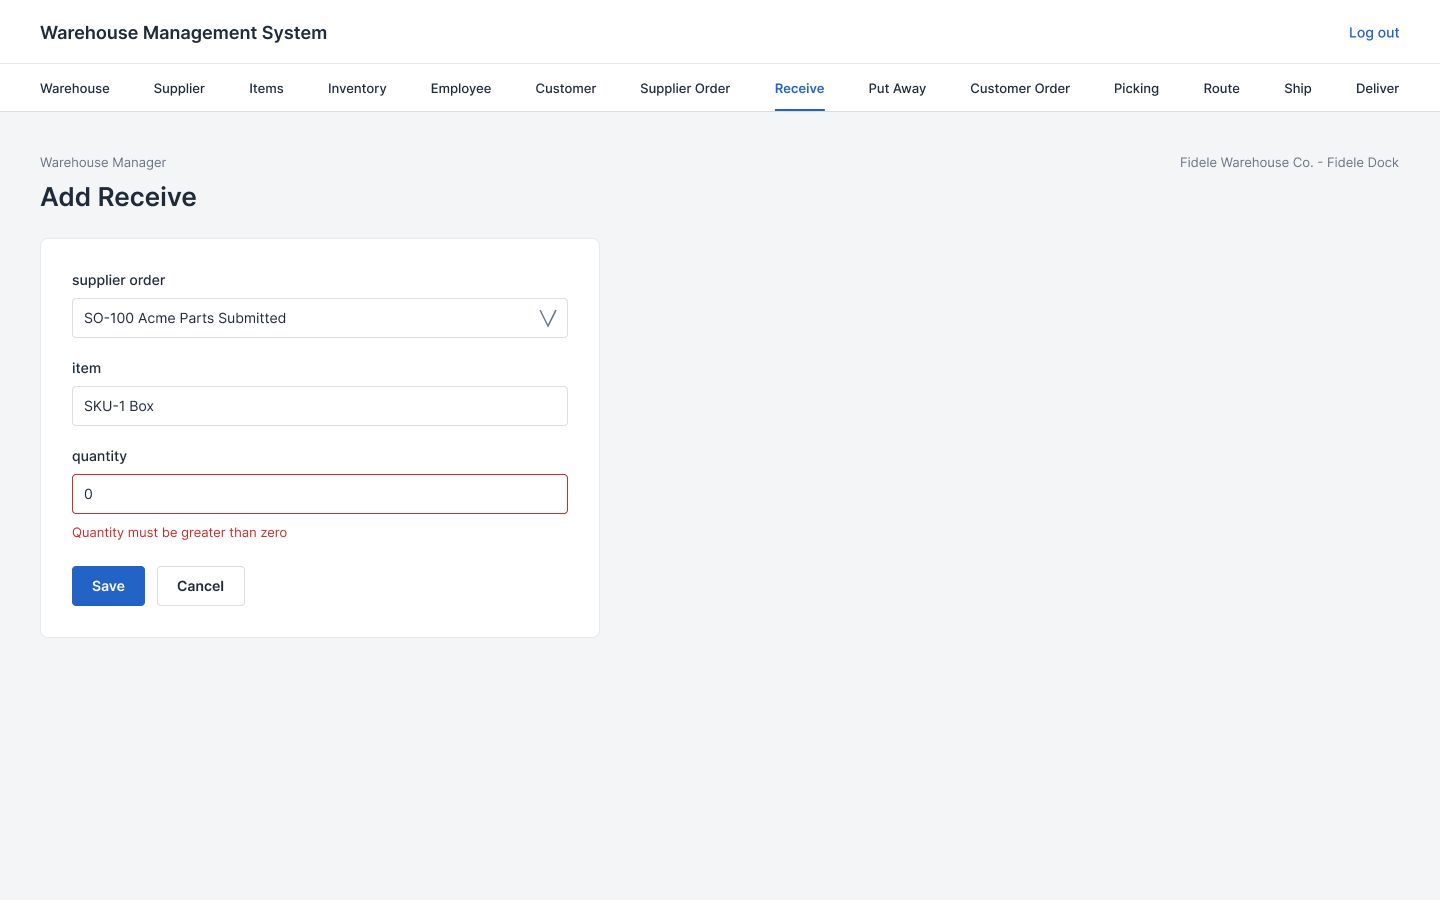 Warehouse Management System
Log out
Warehouse Supplier Items Inventory Employee Customer Supplier Order Receive Put Away Customer Order Picking Route Ship Deliver
Warehouse Manager
Fidele Warehouse Co. - Fidele Dock
Add Receive
supplier order
SO-100 Acme Parts Submitted
item
SKU-1 Box
quantity
0
Quantity must be greater than zero
Save Cancel